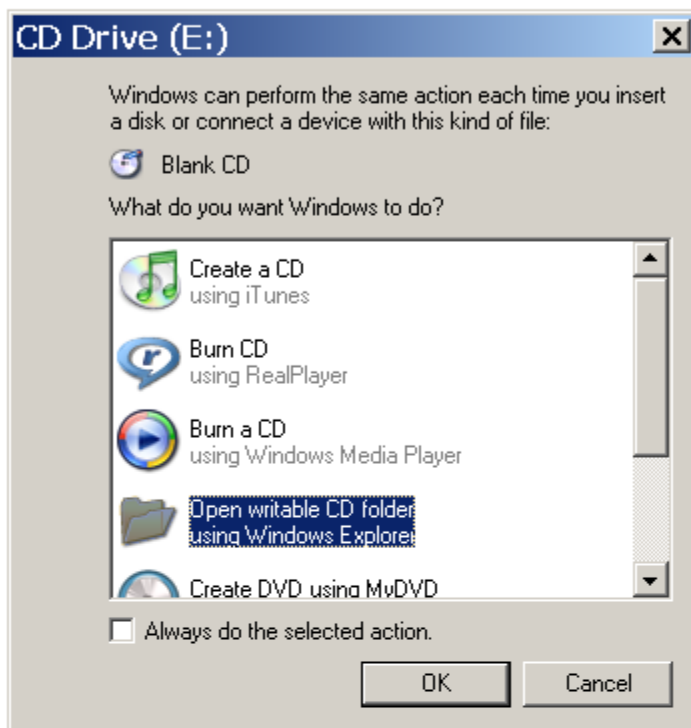 CD Drive (E:)
Windows can perform the same action each time you insert
a disk or connect a device with this kind of file:
Blank CD
What do you want Windows to do?
Create a CD
using iTunes
Burn CD
using RealPlayer
Burn a CD
using Windows Media Player
Open writable CD folder
using Windows Explorer
Create DVD using MyDVD
Always do the selected action.
OK Cancel